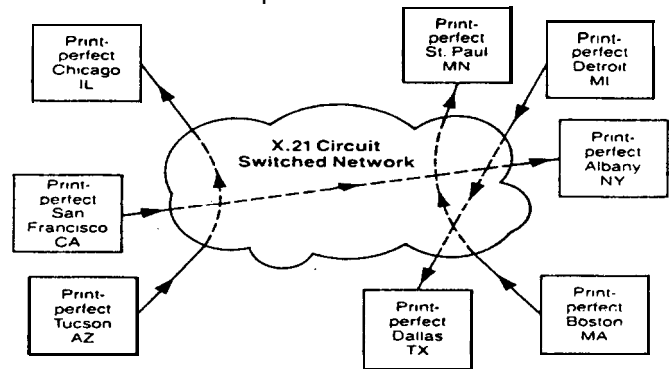 Print-
perfect
Chicago
IL
Print-
perfect
St. Paul
MN
Print-
perfect
Detroit
MI
X.21 Circuit
Switched Network
Print-
perfect
Albany
NY
Print-
perfect
San
Francisco
CA
Print-
perfect
Tucson
AZ
Print-
perfect
Dallas
TX
Print-
perfect
Boston
MA